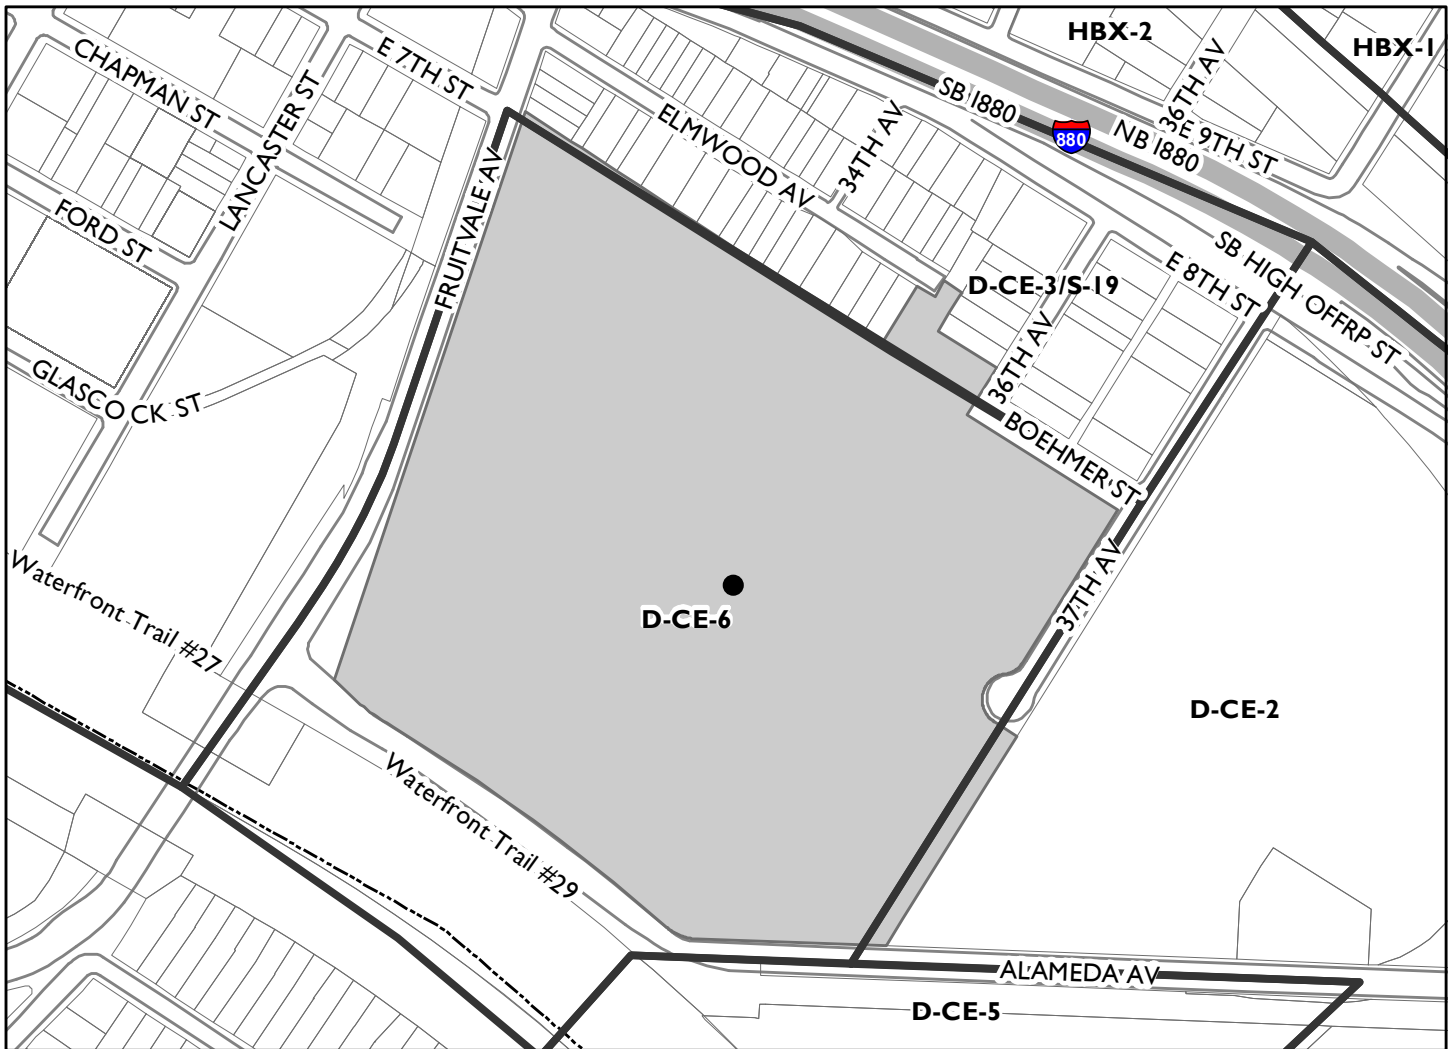 HBX-2
HBX-1
E 7TH ST
CHAPMAN ST
LANCASTER ST
36TH AV
SB I880
ELMWOOD AV
34TH AV
880
NB I880
E 9TH ST
FRUITVALE AV
FORD ST
SB HIGH OFFRP ST
E 8TH ST
D-CE-3/S-19
36TH AV
GLASCO CK ST
BOEHMER ST
37TH AV
Waterfront Trail #27
D-CE-6
D-CE-2
Waterfront Trail #29
ALAMEDA AV
D-CE-5